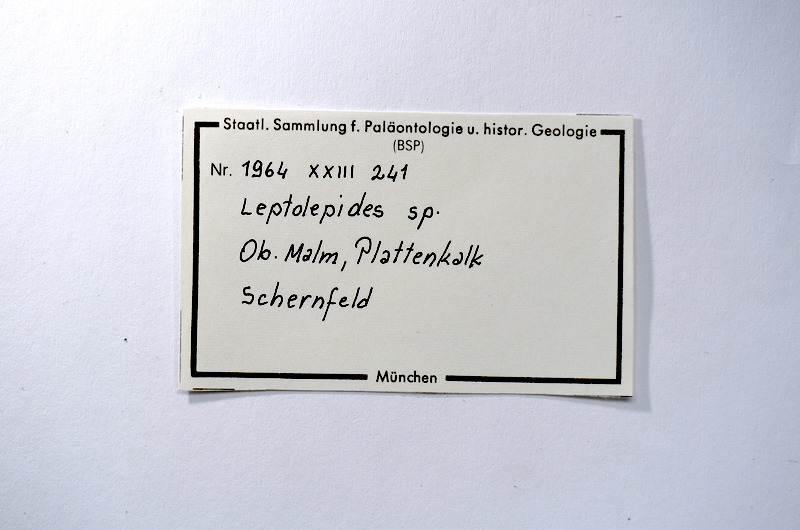 Staatl. Sammlung f. Paläontologie u. histor. Geologie
(BSP)
Nr. 1964 XXIII 241
Leptolepides sp.
Ob. Malm, Plattenkalk
Schernfeld
München